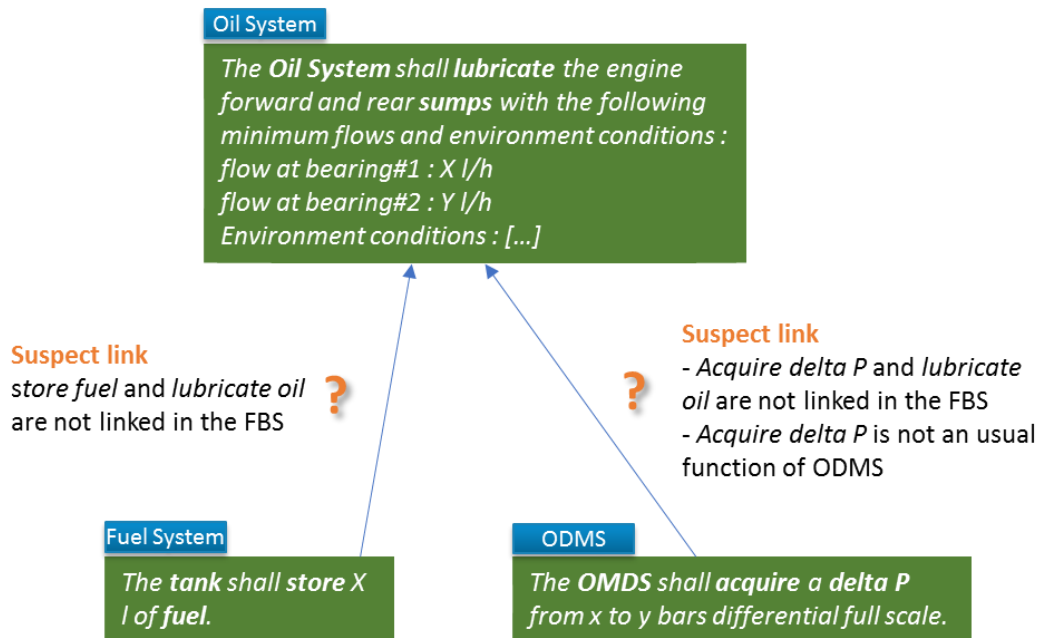 Oil System
The Oil System shall lubricate the engine
forward and rear sumps with the following
minimum flows and environment conditions :
flow at bearing#1 : X l/h
flow at bearing#2 : Y l/h
Environment conditions : [...]
Suspect link
store fuel and lubricate oil
are not linked in the FBS
?
?
Suspect link
- Acquire delta P and lubricate
oil are not linked in the FBS
- Acquire delta P is not an usual
function of ODMS
Fuel System
The tank shall store X
l of fuel.
ODMS
The OMDS shall acquire a delta P
from x to y bars differential full scale.